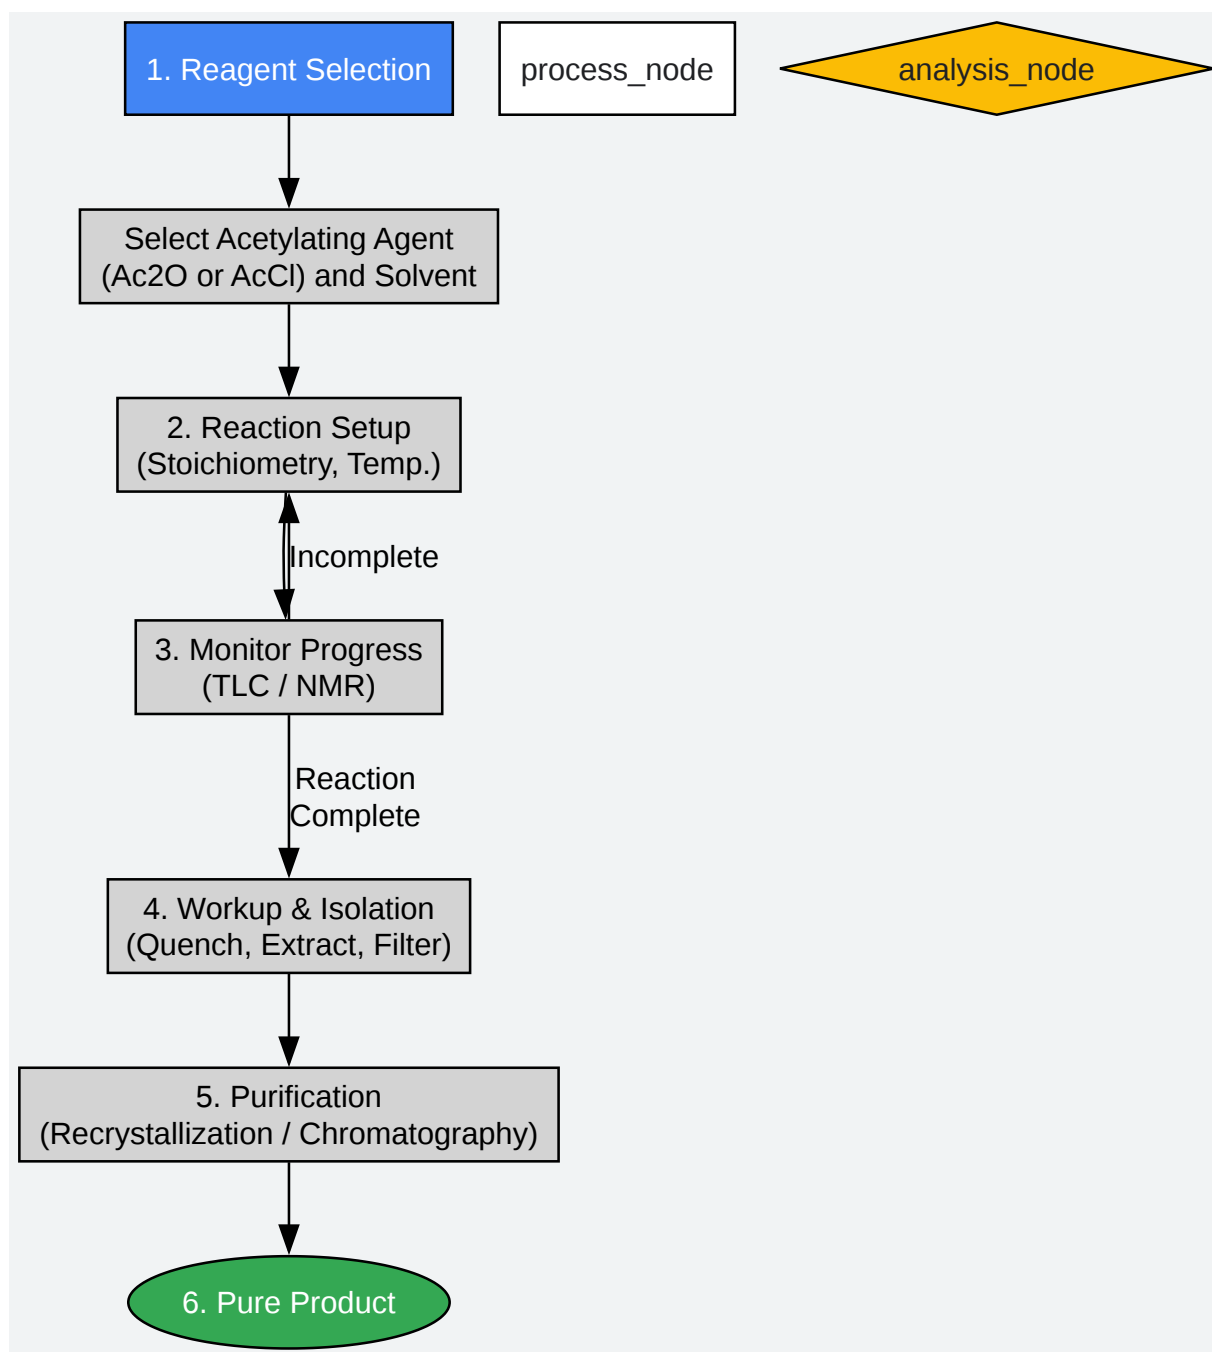 1. Reagent Selection
process_node
analysis_node
Select Acetylating Agent
(Ac2O or AcCl) and Solvent
2. Reaction Setup
(Stoichiometry, Temp.)
Incomplete
3. Monitor Progress
(TLC / NMR)
Reaction
Complete
4. Workup & Isolation
(Quench, Extract, Filter)
5. Purification
(Recrystallization / Chromatography)
6. Pure Product